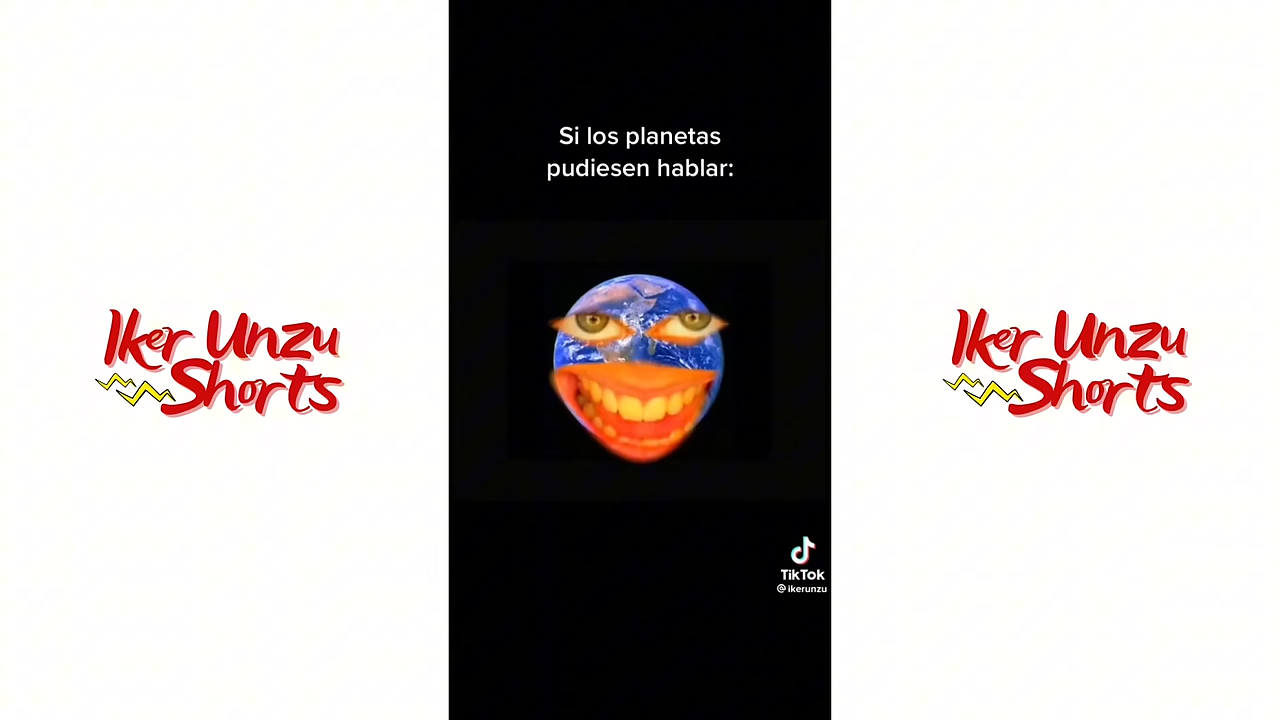 Si los planetas
pudiesen hablar:
Iker Unzu
Shorts
Iker Unzu
Shorts
TikTok
@ikerunzu